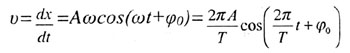 υ = dx/dt = Aωcos(ωt+φ₀) = 2πA/T cos(2π/T t + φ₀)